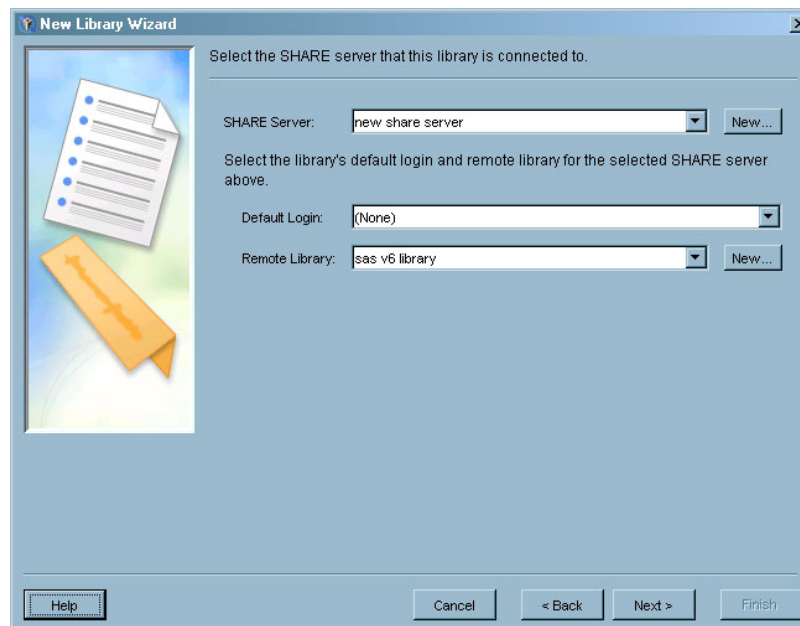 New Library Wizard
Select the SHARE server that this library is connected to.
SHARE Server: new share server New...
Select the library's default login and remote library for the selected SHARE server
above.
Default Login: (None)
Remote Library: sas v6 library New...
Help Cancel < Back Next > Finish